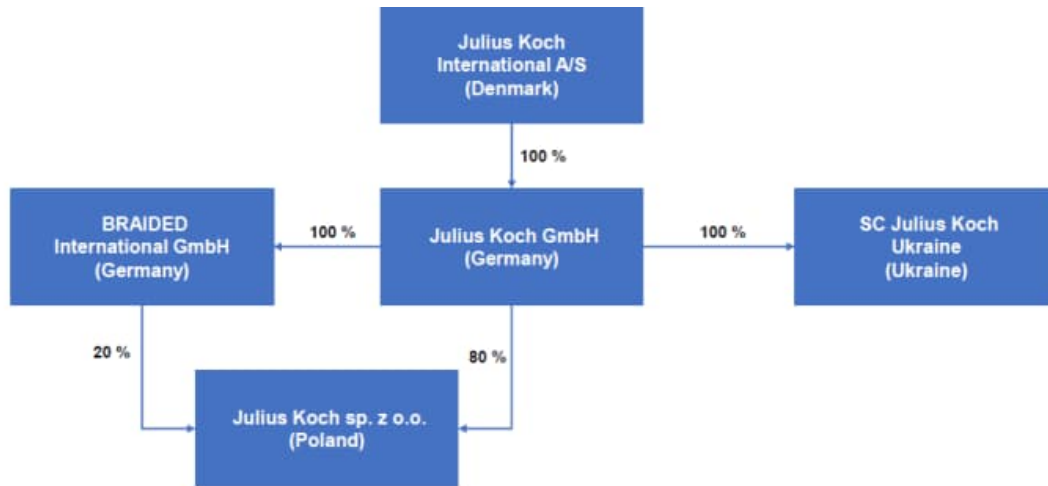 Julius Koch
International A/S
(Denmark)
100 %
BRAIDED
International GmbH
(Germany)
100 %
Julius Koch GmbH
(Germany)
100 %
SC Julius Koch
Ukraine
(Ukraine)
20 %
80 %
Julius Koch sp. z o.o.
(Poland)